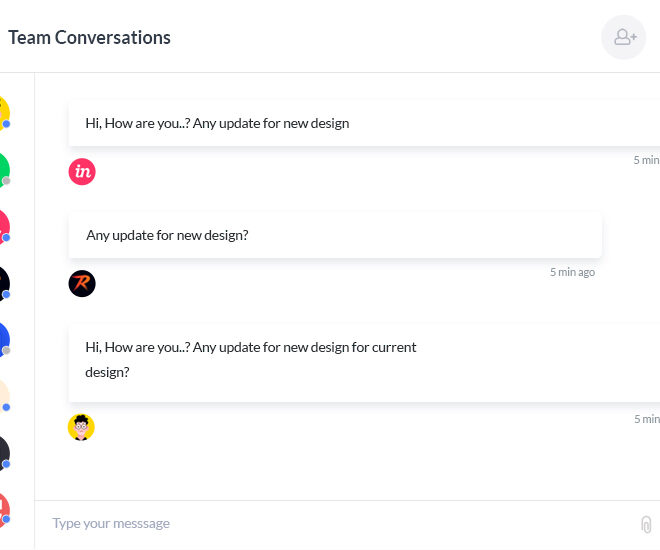 Team Conversations
Hi, How are you..? Any update for new design
in
5 min
Any update for new design?
R
5 min ago
Hi, How are you..? Any update for new design for current
design?
5 min
Type your messsage